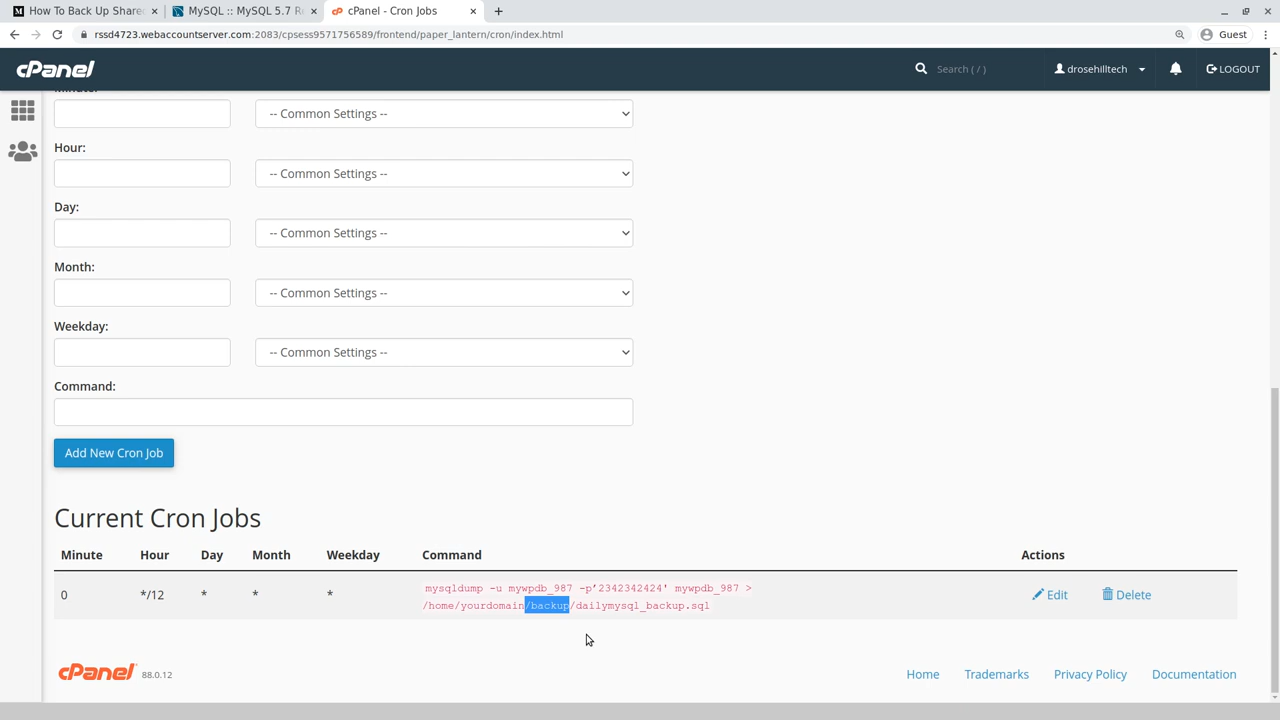 How To Back Up Share
MySQL :: MySQL 5.7 R
cPanel - Cron Jobs
rssd4723.webaccountserver.com:2083/cpsess9571756589/frontend/paper_lantern/cron/index.html
Guest
cPanel
Search ( / )
drosehilltech
LOGOUT
Minute:
-- Common Settings --
Hour:
-- Common Settings --
Day:
-- Common Settings --
Month:
-- Common Settings --
Weekday:
-- Common Settings --
Command:
Add New Cron Job
Current Cron Jobs
Minute Hour Day Month Weekday Command Actions
0 */12 * * * mysqldump -u mywpdb_987 -p’2342342424' mywpdb_987 > Edit Delete
/home/yourdomain/backup/dailymysql_backup.sql
cPanel 88.0.12 Home Trademarks Privacy Policy Documentation